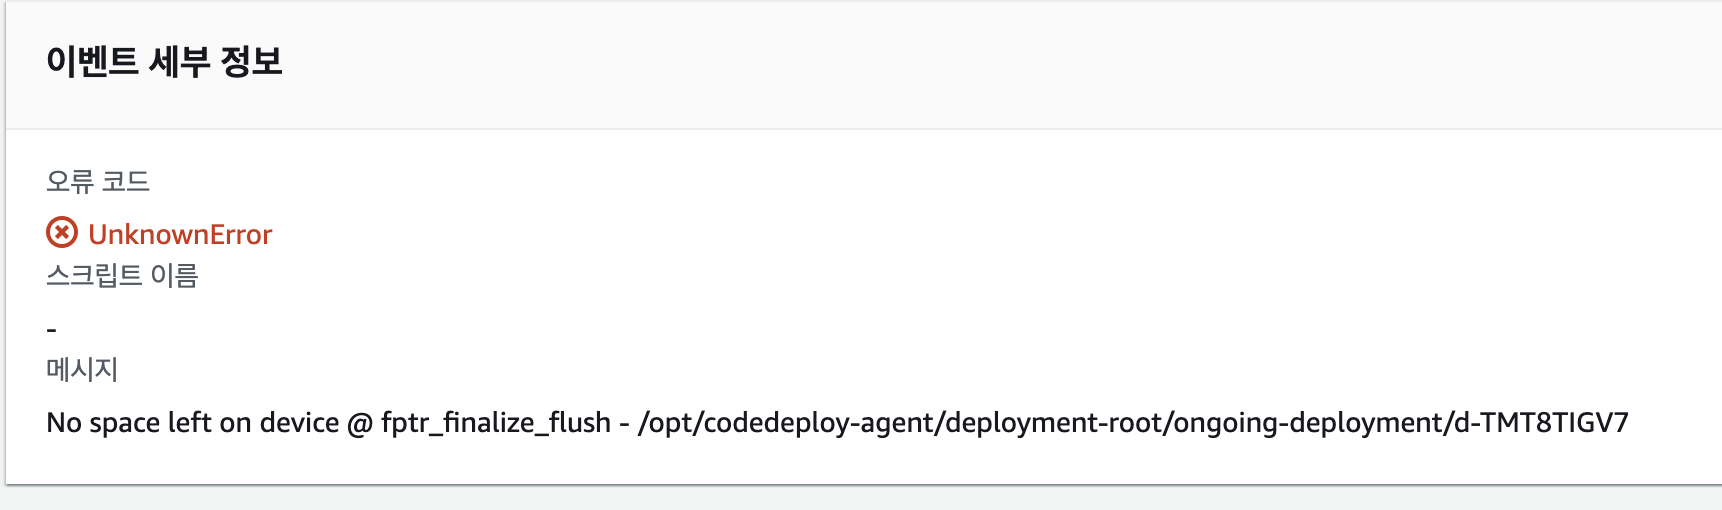 이벤트 세부 정보
오류 코드
UnknownError
스크립트 이름
-
메시지
No space left on device @ fptr_finalize_flush - /opt/codedeploy-agent/deployment-root/ongoing-deployment/d-TMT8TIGV7